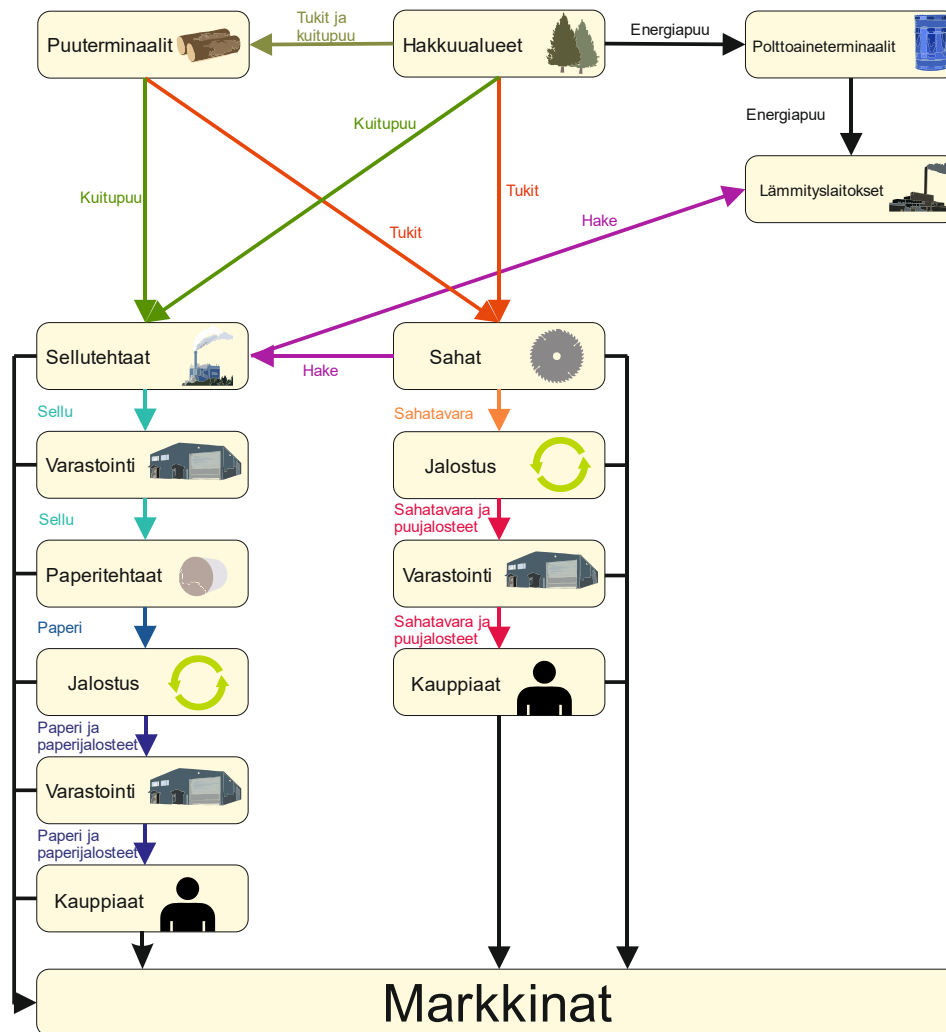 Puuterminaalit
Tukit ja
kuitupuu
Hakkuualueet
Energiapuu
Polttoaineterminaalit
Kuitupuu
Energiapuu
Kuitupuu
Tukit
Lämmityslaitokset
Tukit
Hake
Sellutehtaat
Hake
Sahat
Sellu
Sahatavara
Varastointi
Jalostus
Sellu
Sahatavara ja
puujalosteet
Paperitehtaat
Varastointi
Paperi
Sahatavara ja
puujalosteet
Jalostus
Kauppiaat
Paperi ja
paperijalosteet
Varastointi
Paperi ja
paperijalosteet
Kauppiaat
Markkinat